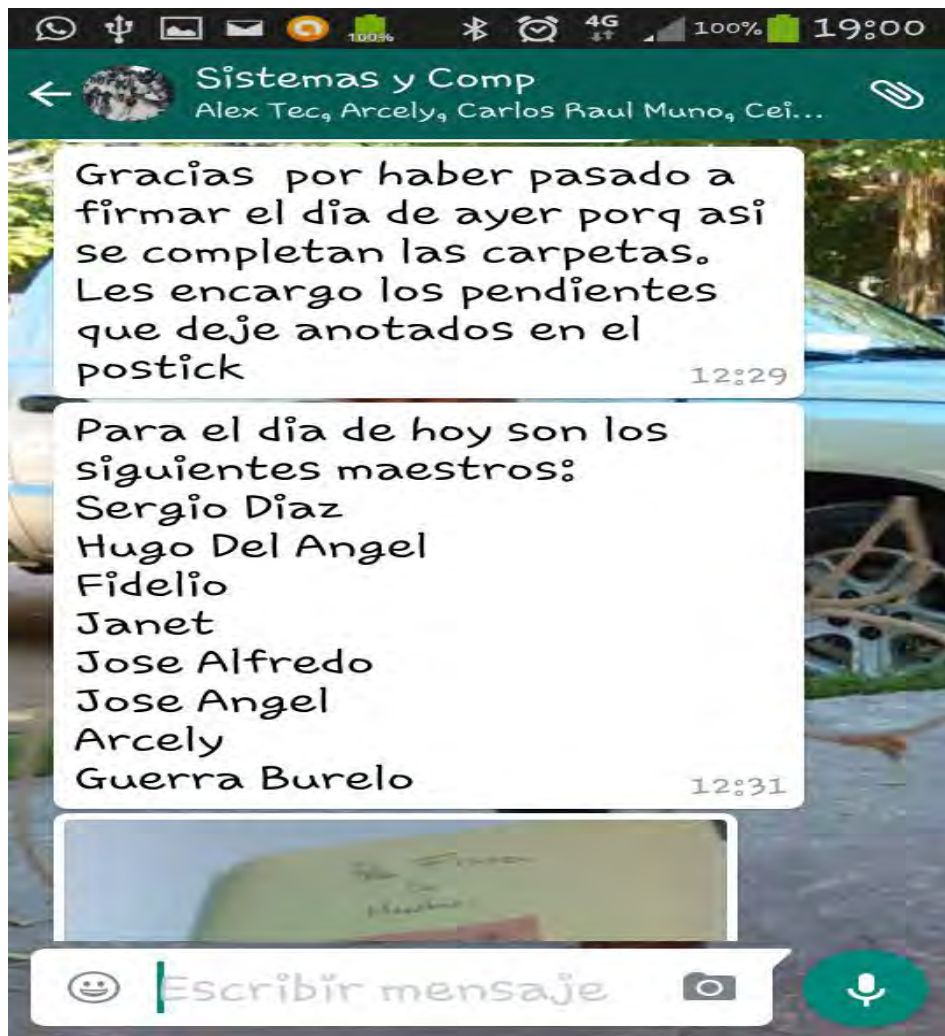 100%
4G
100%
19:00
Sistemas y Comp
Alex Tec, Arcely, Carlos Raul Muno, Cei...
Gracias por haber pasado a
firmar el dia de ayer porq asi
se completan las carpetas.
Les encargo los pendientes
que deje anotados en el
postick
12:29
Para el dia de hoy son los
siguientes maestros:
Sergio Diaz
Hugo Del Angel
Fidelio
Janet
Jose Alfredo
Jose Angel
Arcely
Guerra Burelo
12:31
Escribir mensaje